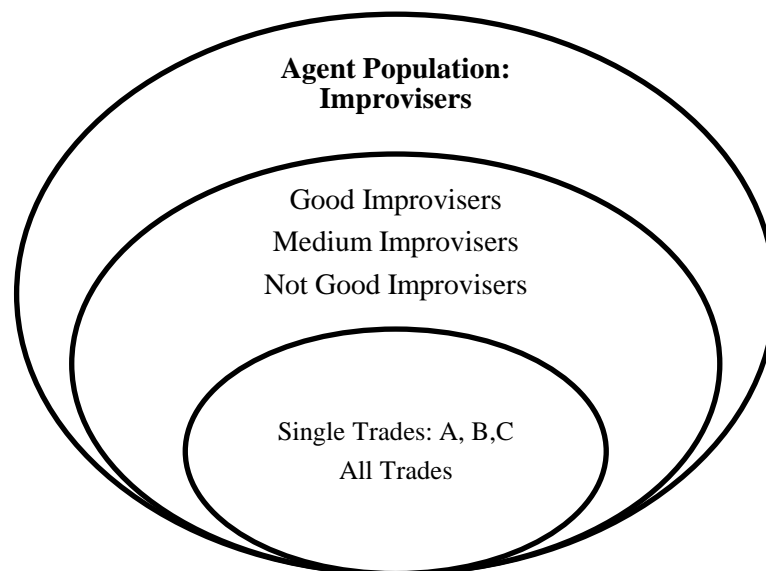 Agent Population:
Improvisers
Good Improvisers
Medium Improvisers
Not Good Improvisers
Single Trades: A, B,C
All Trades